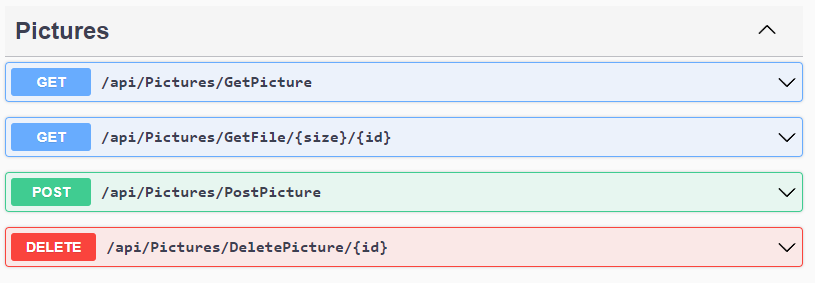 Pictures
GET /api/Pictures/GetPicture
GET /api/Pictures/GetFile/{size}/{id}
POST /api/Pictures/PostPicture
DELETE /api/Pictures/DeletePicture/{id}